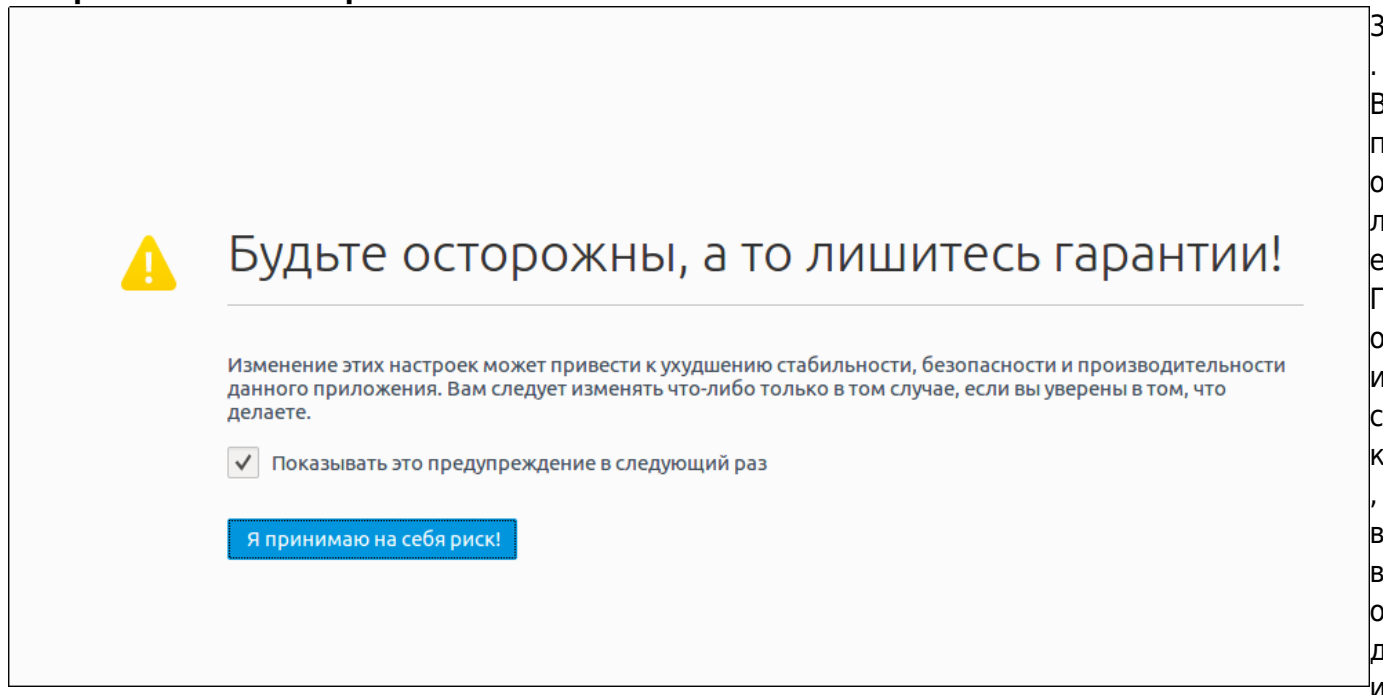 Будьте осторожны, а то лишитесь гарантии!
Изменение этих настроек может привести к ухудшению стабильности, безопасности и производительности
данного приложения. Вам следует изменять что-либо только в том случае, если вы уверены в том, что
делаете.
Показывать это предупреждение в следующий раз
Я принимаю на себя риск!
3
.
В
п
о
л
е
П
о
и
с
к
,
в
в
о
д
и